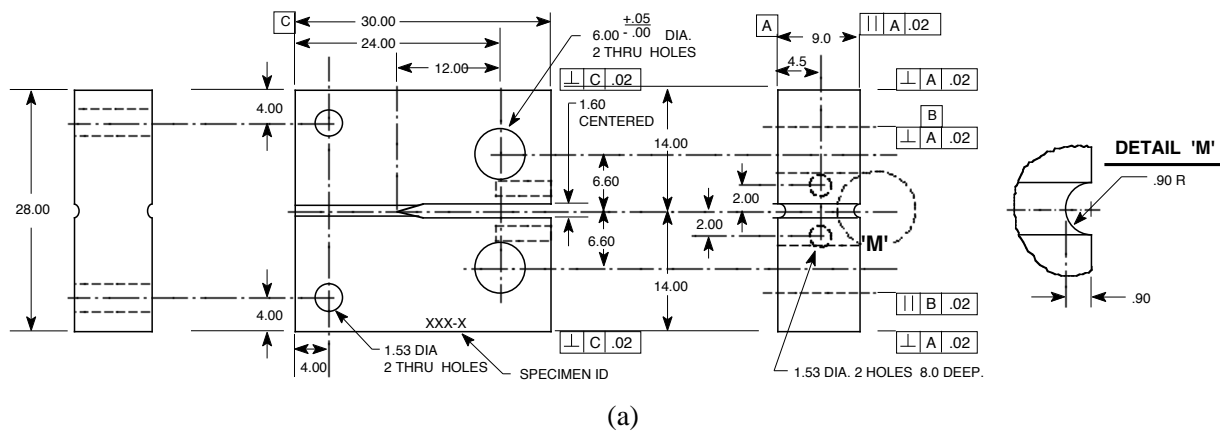 C
30.00
24.00
12.00
+.05
6.00 -.00 DIA.
2 THRU HOLES
⊥ C .02
1.60
CENTERED
A
9.0
// A .02
4.5
⊥ A .02
B
⊥ A .02
4.00
28.00
4.00
14.00
6.60
6.60
14.00
2.00
2.00
'M'
DETAIL 'M'
.90 R
.90
XXX-X
4.00
1.53 DIA
2 THRU HOLES
SPECIMEN ID
⊥ C .02
// B .02
⊥ A .02
1.53 DIA. 2 HOLES 8.0 DEEP.
(a)